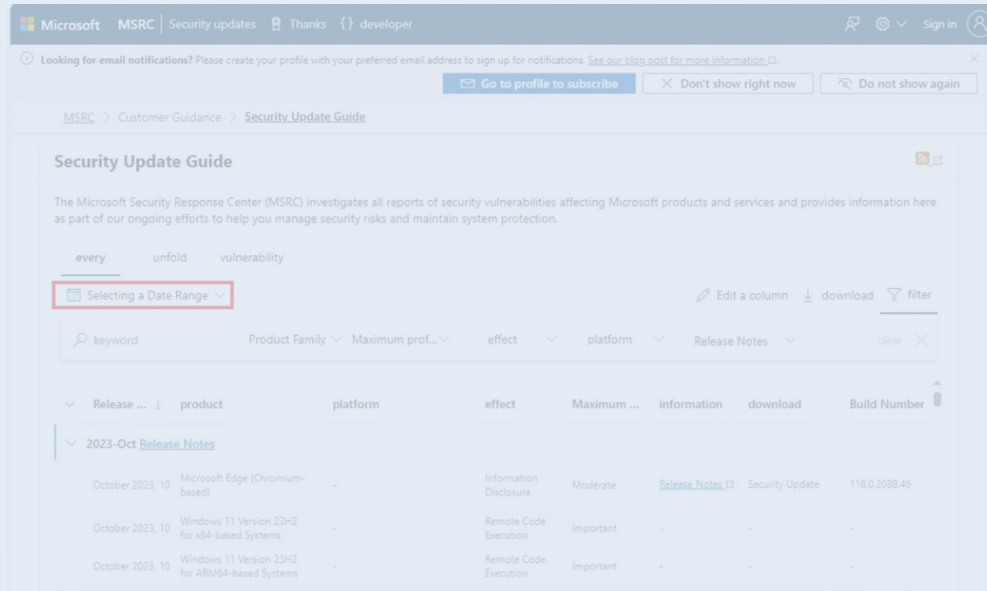 Microsoft MSRC Security updates Thanks {} developer Sign in
Looking for email notifications? Please create your profile with your preferred email address to sign up for notifications. See our blog post for more information.
Go to profile to subscribe Don't show right now Do not show again
MSRC > Customer Guidance > Security Update Guide
Security Update Guide
The Microsoft Security Response Center (MSRC) investigates all reports of security vulnerabilities affecting Microsoft products and services and provides information here
as part of our ongoing efforts to help you manage security risks and maintain system protection.
every unfold vulnerability
Selecting a Date Range Edit a column download filter
keyword Product Family Maximum prof... effect platform Release Notes clear
Release ... ↓ product platform effect Maximum ... information download Build Number
2023-Oct Release Notes
October 2023, 10 Microsoft Edge (Chromium-based) - Information Disclosure Moderate Release Notes Security Update 118.0.2088.46
October 2023, 10 Windows 11 Version 23H2 for x64-based Systems - Remote Code Execution Important - - -
October 2023, 10 Windows 11 Version 23H2 for ARM64-based Systems - Remote Code Execution Important - - -